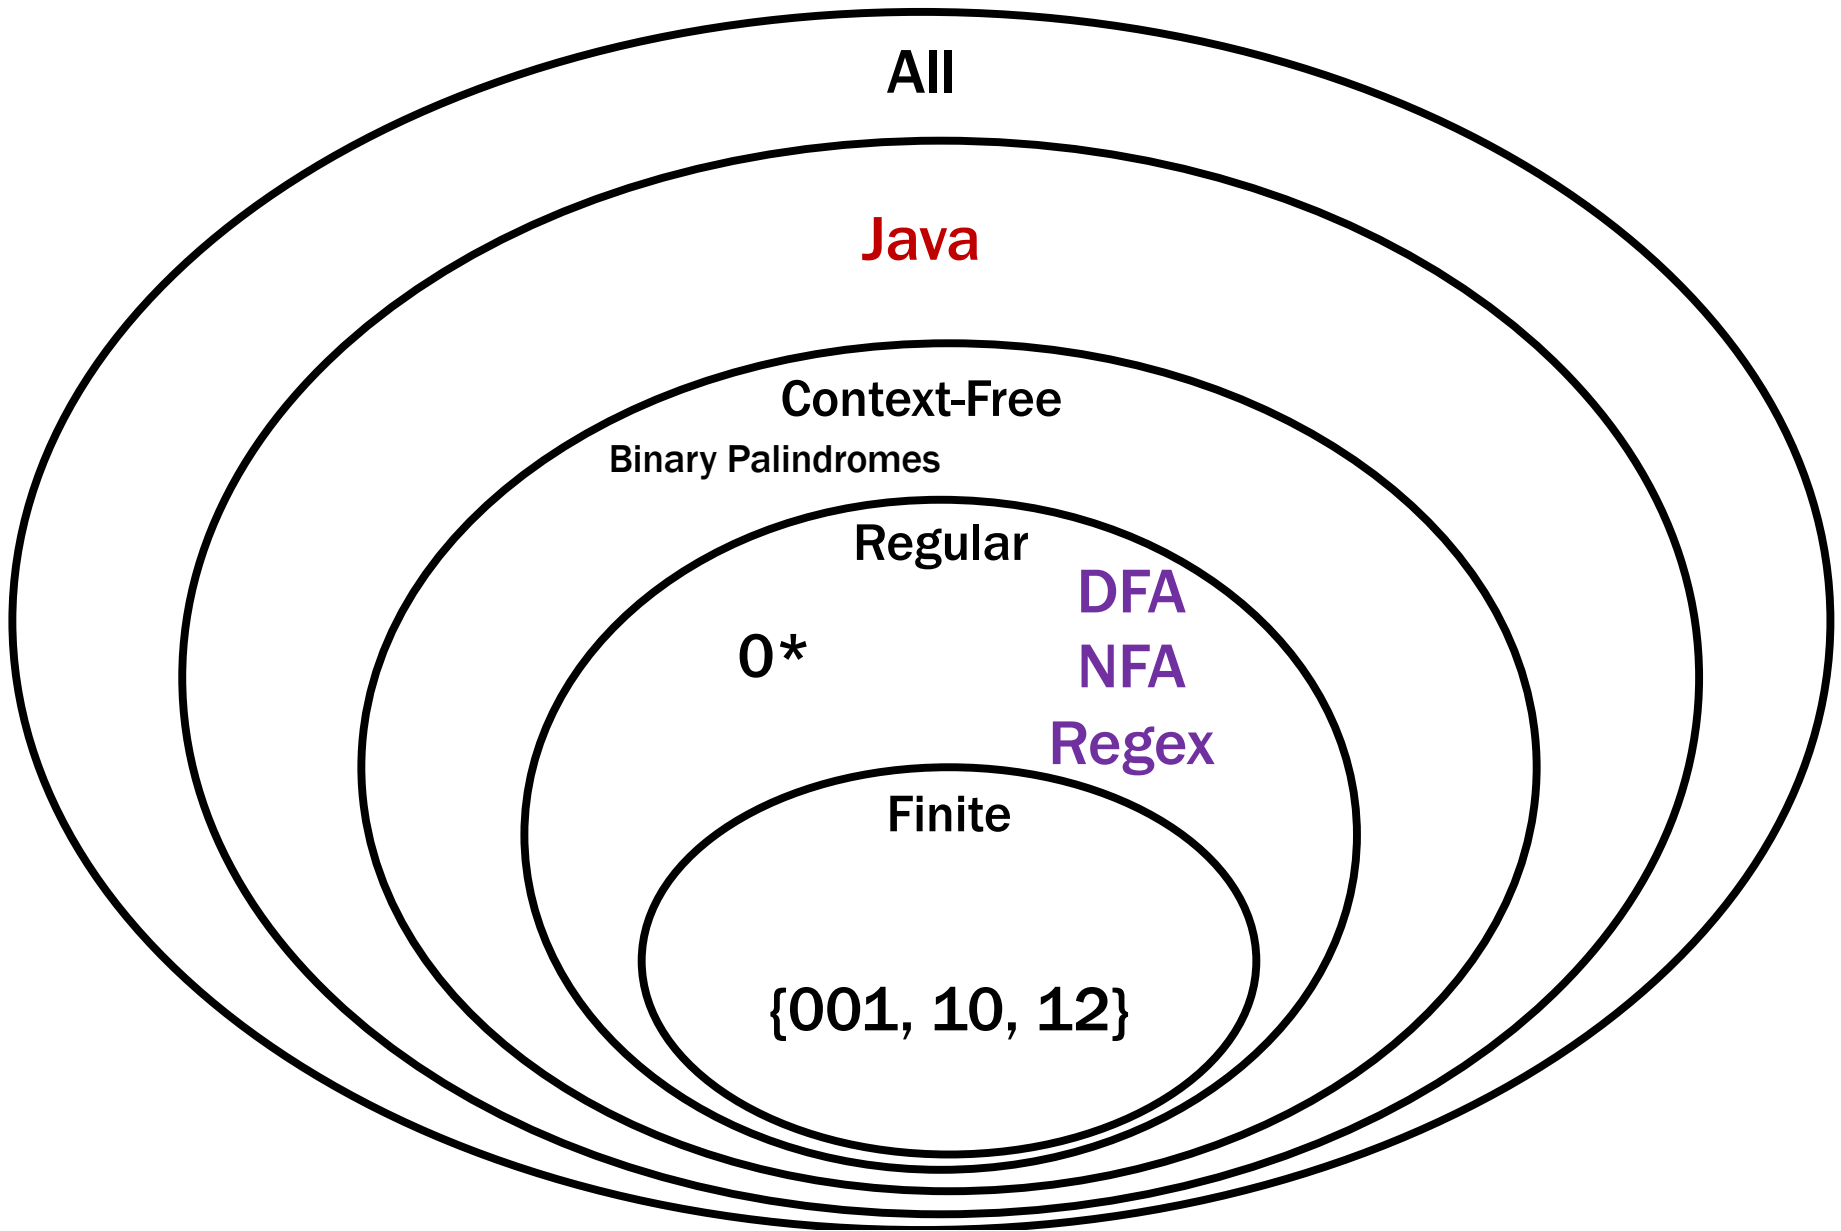 All
Java
Context-Free
Binary Palindromes
Regular
DFA
0*
NFA
Regex
Finite
{001, 10, 12}